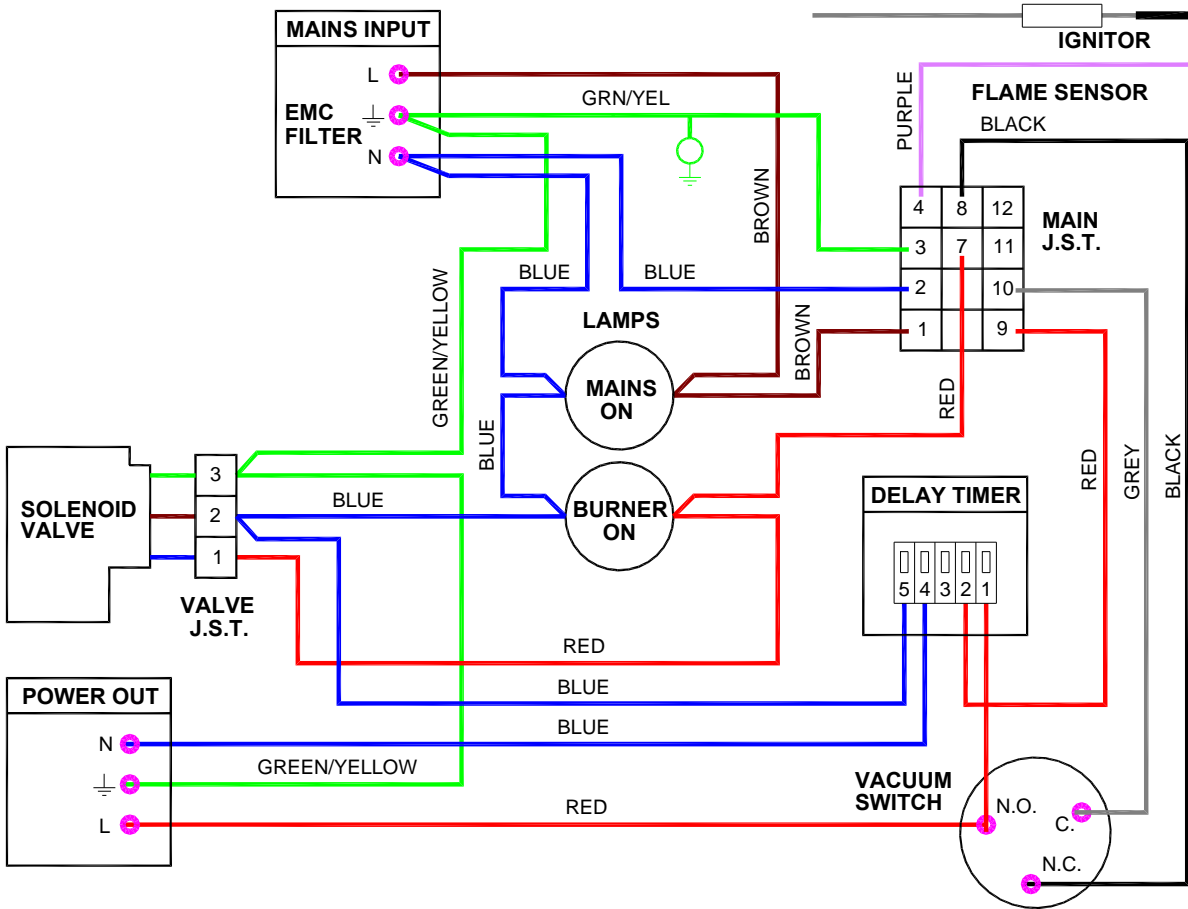 MAINS INPUT
L
EMC
FILTER
N
GRN/YEL
IGNITOR
PURPLE
FLAME SENSOR
BLACK
BROWN
4 8 12
3 7 11
2 10
1 9
MAIN
J.S.T.
BLUE
BLUE
GREEN/YELLOW
LAMPS
MAINS
ON
BROWN
RED
BLUE
RED
GREY
BLACK
SOLENOID
VALVE
3
2
1
BLUE
BURNER
ON
DELAY TIMER
5 4 3 2 1
VALVE
J.S.T.
RED
BLUE
POWER OUT
N
BLUE
GREEN/YELLOW
L
RED
VACUUM
SWITCH
N.O.
C.
N.C.